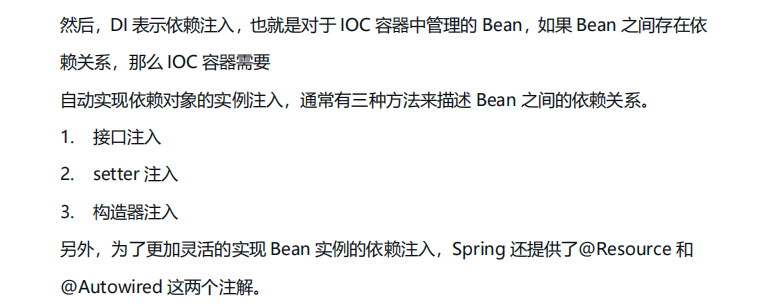 然后，DI 表示依赖注入，也就是对于 IOC 容器中管理的 Bean，如果 Bean 之间存在依
赖关系，那么 IOC 容器需要
自动实现依赖对象的实例注入，通常有三种方法来描述 Bean 之间的依赖关系。
1. 接口注入
2. setter 注入
3. 构造器注入
另外，为了更加灵活的实现 Bean 实例的依赖注入，Spring 还提供了@Resource 和
@Autowired 这两个注解。